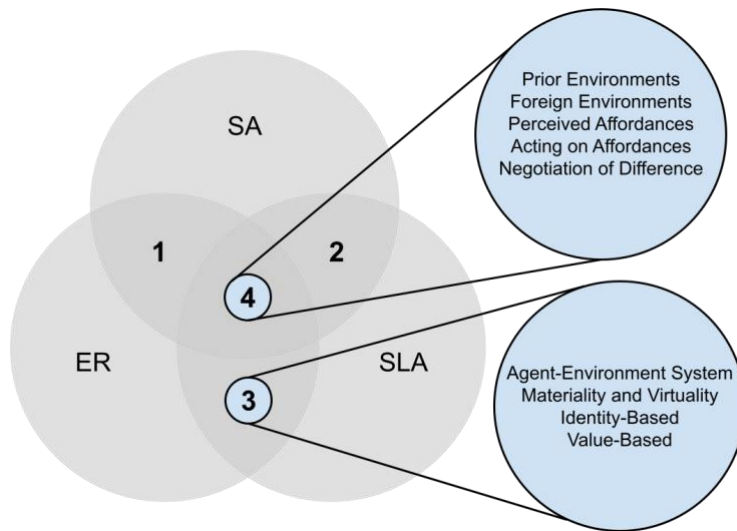 SA
1
2
4
ER
SLA
3
Prior Environments
Foreign Environments
Perceived Affordances
Acting on Affordances
Negotiation of Difference
Agent-Environment System
Materiality and Virtuality
Identity-Based
Value-Based